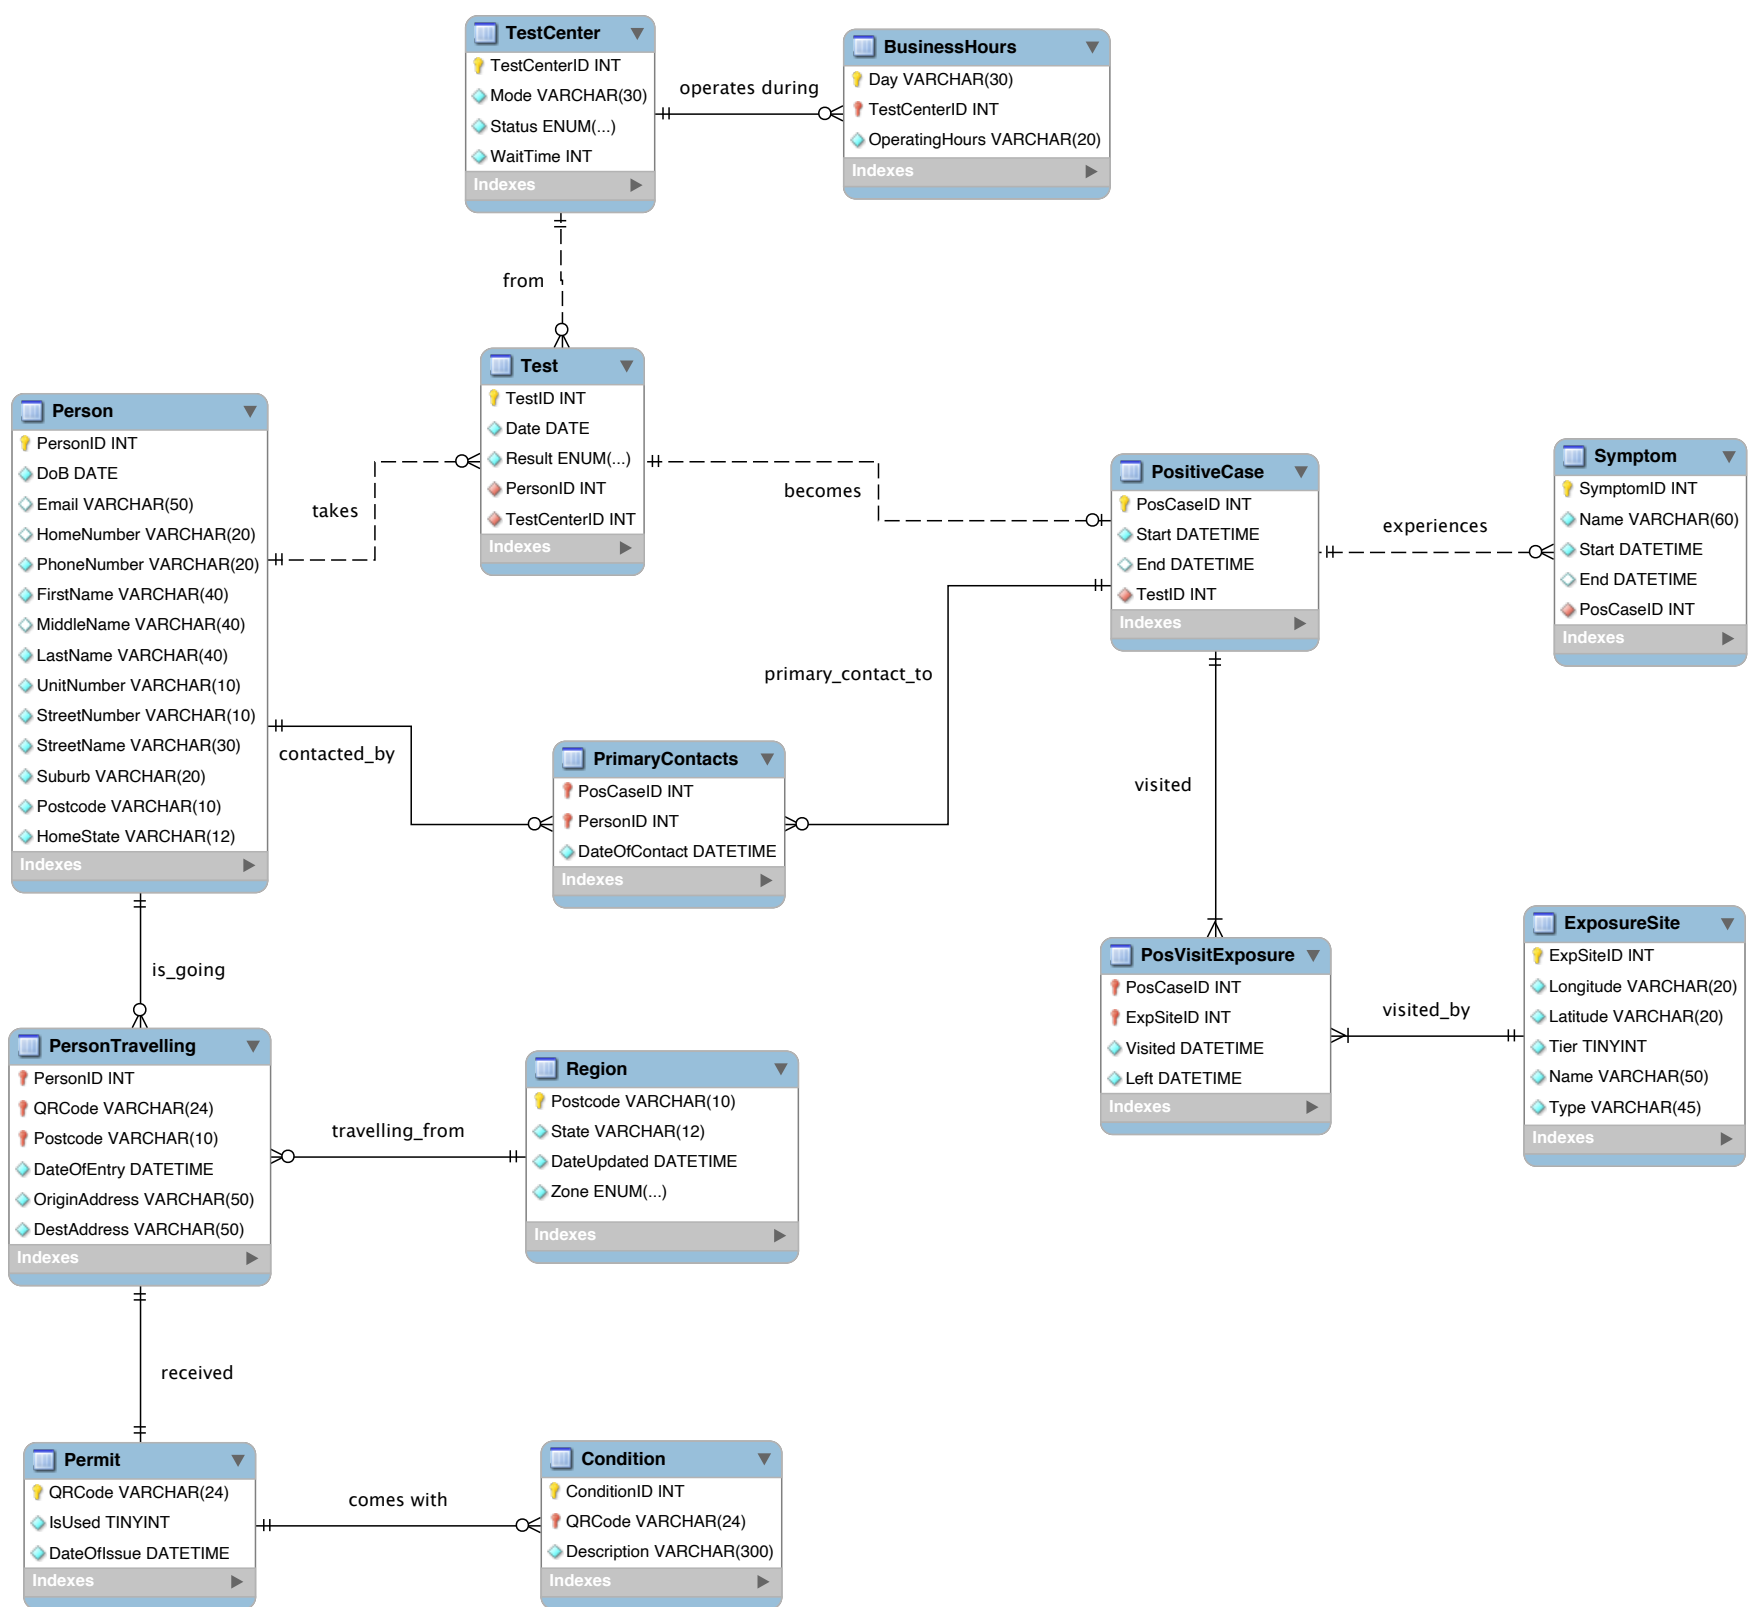 TestCenter
TestCenterID INT
Mode VARCHAR(30)
Status ENUM(...)
WaitTime INT
Indexes
operates during
BusinessHours
Day VARCHAR(30)
TestCenterID INT
OperatingHours VARCHAR(20)
Indexes
from
Test
TestID INT
Date DATE
Result ENUM(...)
PersonID INT
TestCenterID INT
Indexes
Person
PersonID INT
DoB DATE
Email VARCHAR(50)
HomeNumber VARCHAR(20)
PhoneNumber VARCHAR(20)
FirstName VARCHAR(40)
MiddleName VARCHAR(40)
LastName VARCHAR(40)
UnitNumber VARCHAR(10)
StreetNumber VARCHAR(10)
StreetName VARCHAR(30)
Suburb VARCHAR(20)
Postcode VARCHAR(10)
HomeState VARCHAR(12)
Indexes
takes
becomes
PositiveCase
PosCaseID INT
Start DATETIME
End DATETIME
TestID INT
Indexes
experiences
Symptom
SymptomID INT
Name VARCHAR(60)
Start DATETIME
End DATETIME
PosCaseID INT
Indexes
primary_contact_to
contacted_by
PrimaryContacts
PosCaseID INT
PersonID INT
DateOfContact DATETIME
Indexes
visited
PosVisitExposure
PosCaseID INT
ExpSiteID INT
Visited DATETIME
Left DATETIME
Indexes
visited_by
ExposureSite
ExpSiteID INT
Longitude VARCHAR(20)
Latitude VARCHAR(20)
Tier TINYINT
Name VARCHAR(50)
Type VARCHAR(45)
Indexes
is_going
PersonTravelling
PersonID INT
QRCode VARCHAR(24)
Postcode VARCHAR(10)
DateOfEntry DATETIME
OriginAddress VARCHAR(50)
DestAddress VARCHAR(50)
Indexes
travelling_from
Region
Postcode VARCHAR(10)
State VARCHAR(12)
DateUpdated DATETIME
Zone ENUM(...)
Indexes
received
Permit
QRCode VARCHAR(24)
IsUsed TINYINT
DateOfIssue DATETIME
Indexes
comes with
Condition
ConditionID INT
QRCode VARCHAR(24)
Description VARCHAR(300)
Indexes